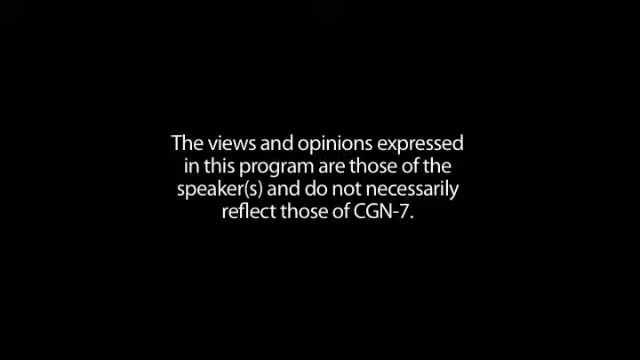 The views and opinions expressed
in this program are those of the
speaker(s) and do not necessarily
reflect those of CGN-7.